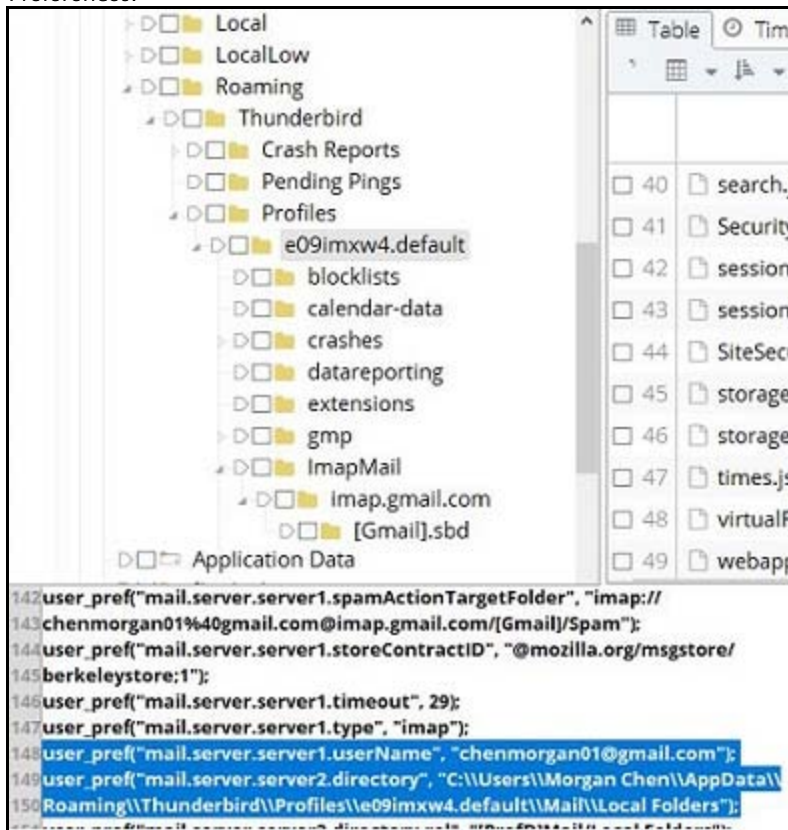 Local
LocalLow
Roaming
Thunderbird
Crash Reports
Pending Pings
Profiles
e09imxw4.default
blocklists
calendar-data
crashes
datareporting
extensions
gmp
ImapMail
imap.gmail.com
[Gmail].sbd
Application Data
Table Tim
40 search.
41 Security
42 session
43 session
44 SiteSecu
45 storage
46 storage
47 times.js
48 virtualF
49 webapp
142 user_pref("mail.server.server1.spamActionTargetFolder", "imap://
143 chenmorgan01%40gmail.com@imap.gmail.com/[Gmail]/Spam");
144 user_pref("mail.server.server1.storeContractID", "@mozilla.org/msgstore/
145 berkeleystore;1");
146 user_pref("mail.server.server1.timeout", 29);
147 user_pref("mail.server.server1.type", "imap");
148 user_pref("mail.server.server1.userName", "chenmorgan01@gmail.com");
149 user_pref("mail.server.server2.directory", "C:\\Users\\Morgan Chen\\AppData\\
150 Roaming\\Thunderbird\\Profiles\\e09imxw4.default\\Mail\\Local Folders");